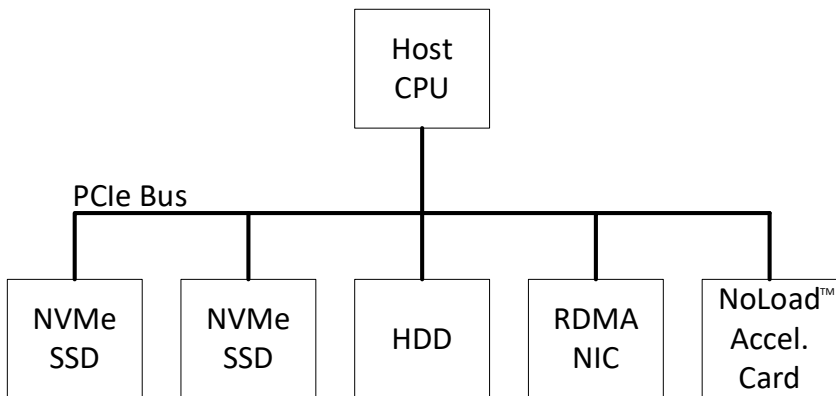 Host
CPU
PCIe Bus
NVMe
SSD
NVMe
SSD
HDD
RDMA
NIC
NoLoad™
Accel.
Card